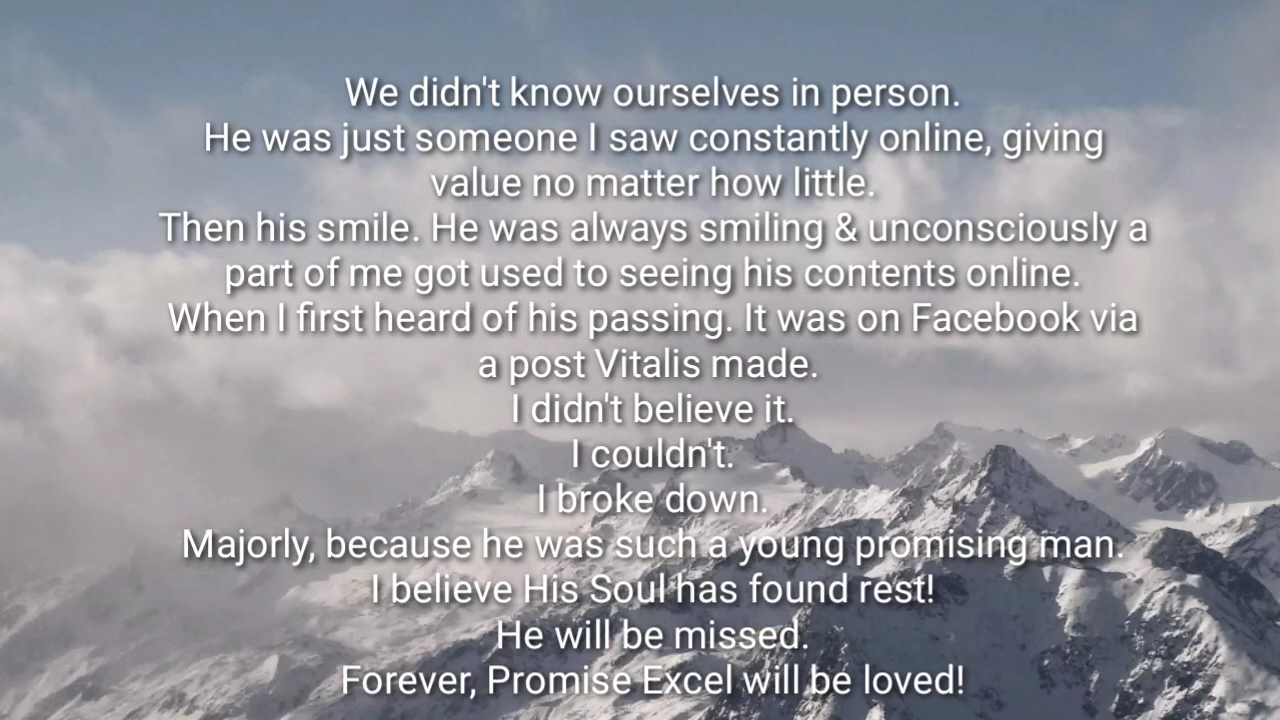 We didn't know ourselves in person.
He was just someone I saw constantly online, giving
value no matter how little.
Then his smile. He was always smiling & unconsciously a
part of me got used to seeing his contents online.
When I first heard of his passing. It was on Facebook via
a post Vitalis made.
I didn't believe it.
I couldn't.
I broke down.
Majorly, because he was such a young promising man.
I believe His Soul has found rest!
He will be missed.
Forever, Promise Excel will be loved!